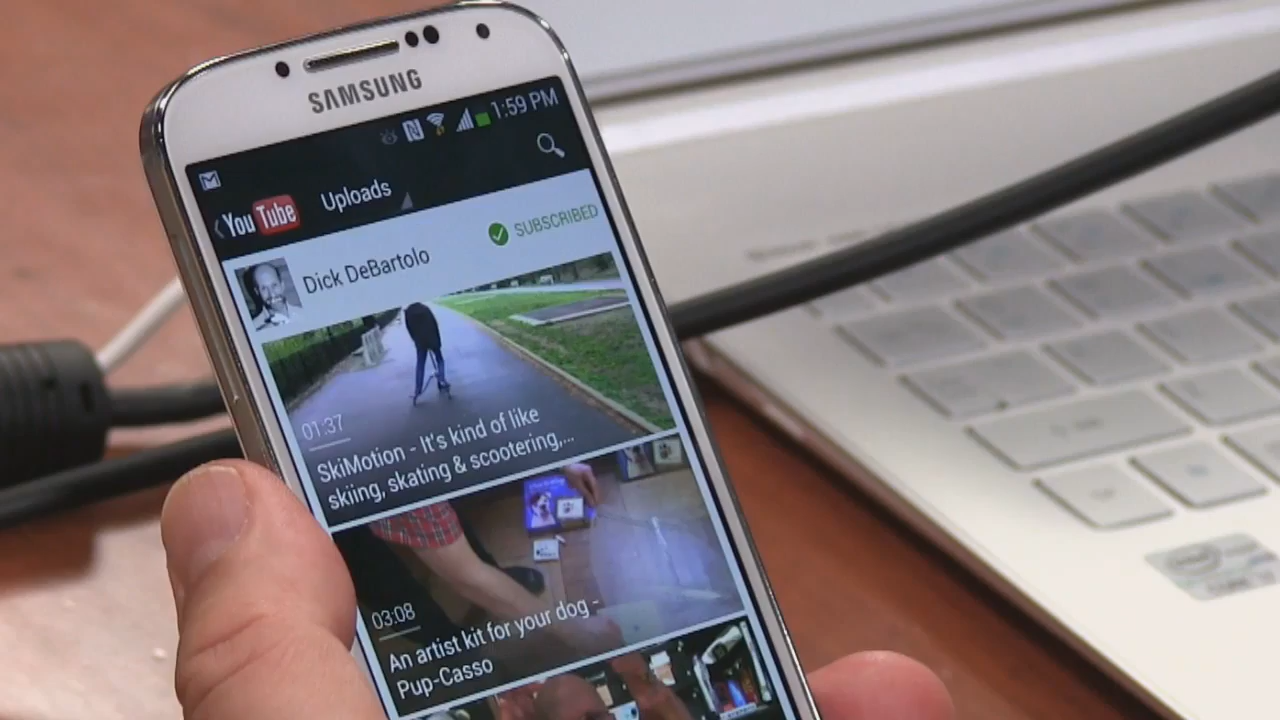 SAMSUNG
1:59 PM
YouTube Uploads
Dick DeBartolo
SUBSCRIBED
01:37
SkiMotion - It's kind of like
skiing, skating & scootering,...
03:08
An artist kit for your dog -
Pup-Casso